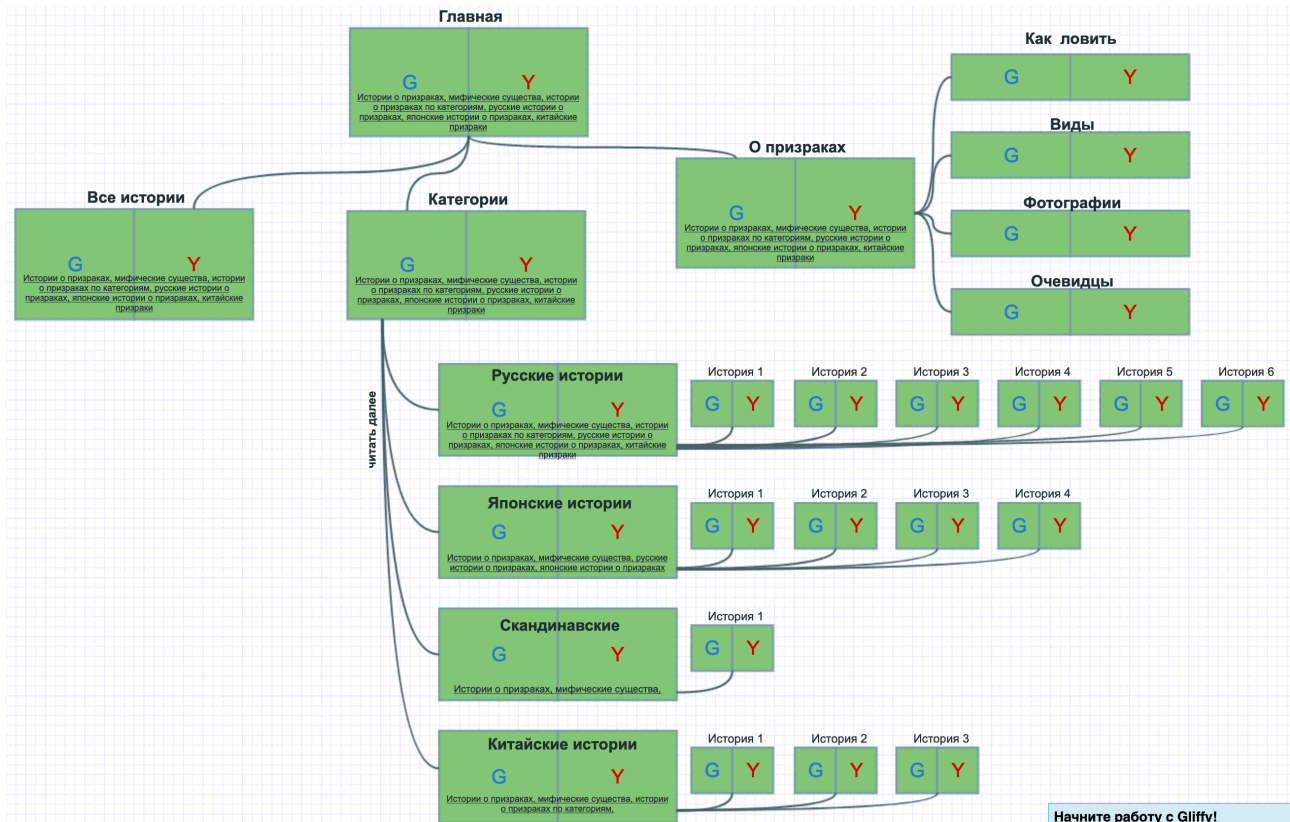 Главная
G Y
Истории о призраках, мифические существа, истории
о призраках по категориям, русские истории о
призраках, японские истории о призраках, китайские
призраки
Как ловить
G Y
Виды
G Y
Фотографии
G Y
Очевидцы
G Y
О призраках
G Y
Истории о призраках, мифические существа, истории
о призраках по категориям, русские истории о
призраках, японские истории о призраках, китайские
призраки
Все истории
G Y
Истории о призраках, мифические существа, истории
о призраках по категориям, русские истории о
призраках, японские истории о призраках, китайские
призраки
Категории
G Y
Истории о призраках, мифические существа, истории
о призраках по категориям, русские истории о
призраках, японские истории о призраках, китайские
призраки
читать далее
Русские истории
G Y
Истории о призраках, мифические существа, истории
о призраках по категориям, русские истории о
призраках, японские истории о призраках, китайские
призраки
История 1 История 2 История 3 История 4 История 5 История 6
G Y G Y G Y G Y G Y G Y
Японские истории
G Y
Истории о призраках, мифические существа, русские
истории о призраках, японские истории о призраках
История 1 История 2 История 3 История 4
G Y G Y G Y G Y
Скандинавские
G Y
Истории о призраках, мифические существа,
История 1
G Y
Китайские истории
G Y
Истории о призраках, мифические существа, истории
о призраках по категориям,
История 1 История 2 История 3
G Y G Y G Y
Начните работу с Gliffy!